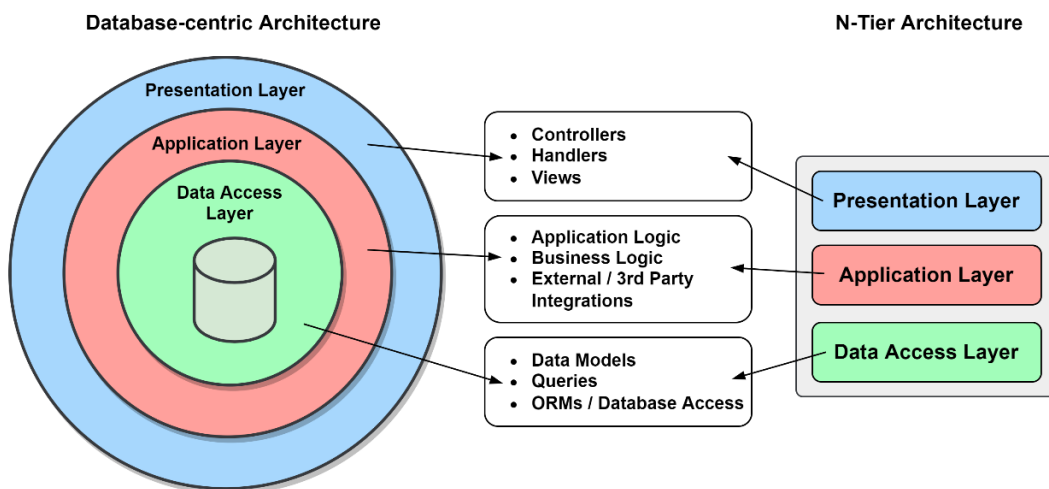 Database-centric Architecture
N-Tier Architecture
Presentation Layer
Application Layer
Data Access
Layer
• Controllers
• Handlers
• Views
• Application Logic
• Business Logic
• External / 3rd Party
Integrations
• Data Models
• Queries
• ORMs / Database Access
Presentation Layer
Application Layer
Data Access Layer